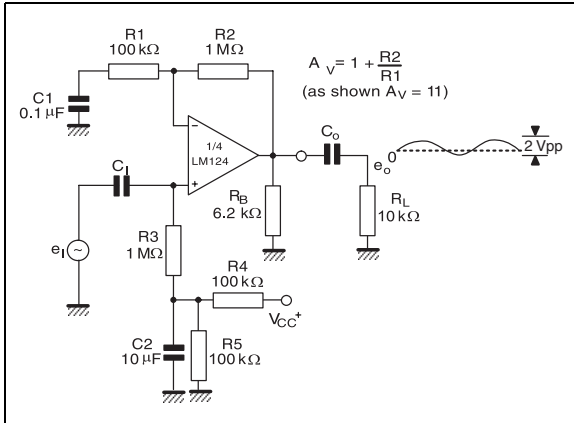 R1
100 kΩ
R2
1 MΩ
A V = 1 + R2
R1
(as shown AV = 11)
C1
0.1 µF
CI
1/4
LM124
−
+
Co
eo
0
2 Vpp
RB
6.2 kΩ
RL
10 kΩ
eI
~
R3
1 MΩ
R4
100 kΩ
VCC+
C2
10 µF
R5
100 kΩ